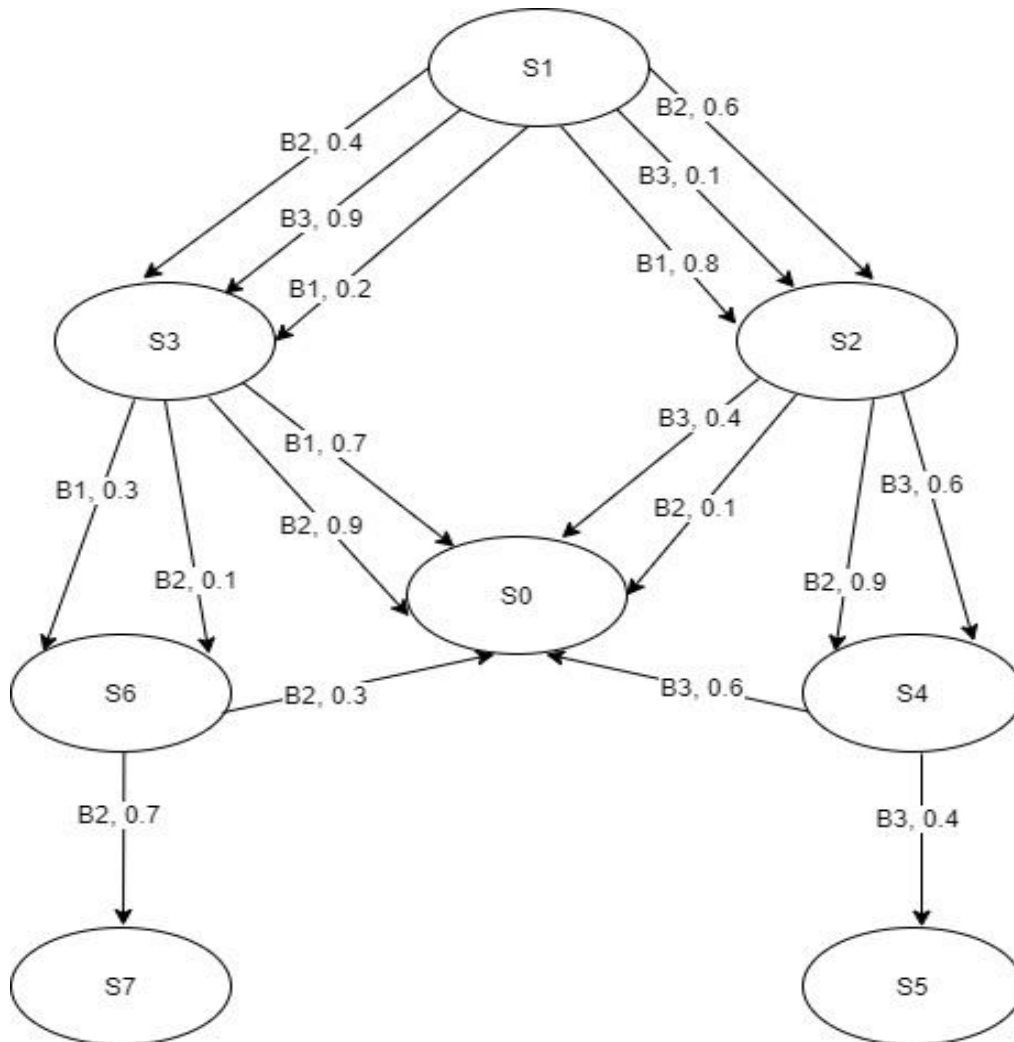 S1
B2, 0.6
B2, 0.4
B3, 0.1
B3, 0.9
B1, 0.8
B1, 0.2
S3
S2
B3, 0.4
B1, 0.7
B1, 0.3
B3, 0.6
B2, 0.1
B2, 0.9
B2, 0.1
B2, 0.9
S0
S6
B2, 0.3
B3, 0.6
S4
B2, 0.7
B3, 0.4
S7
S5